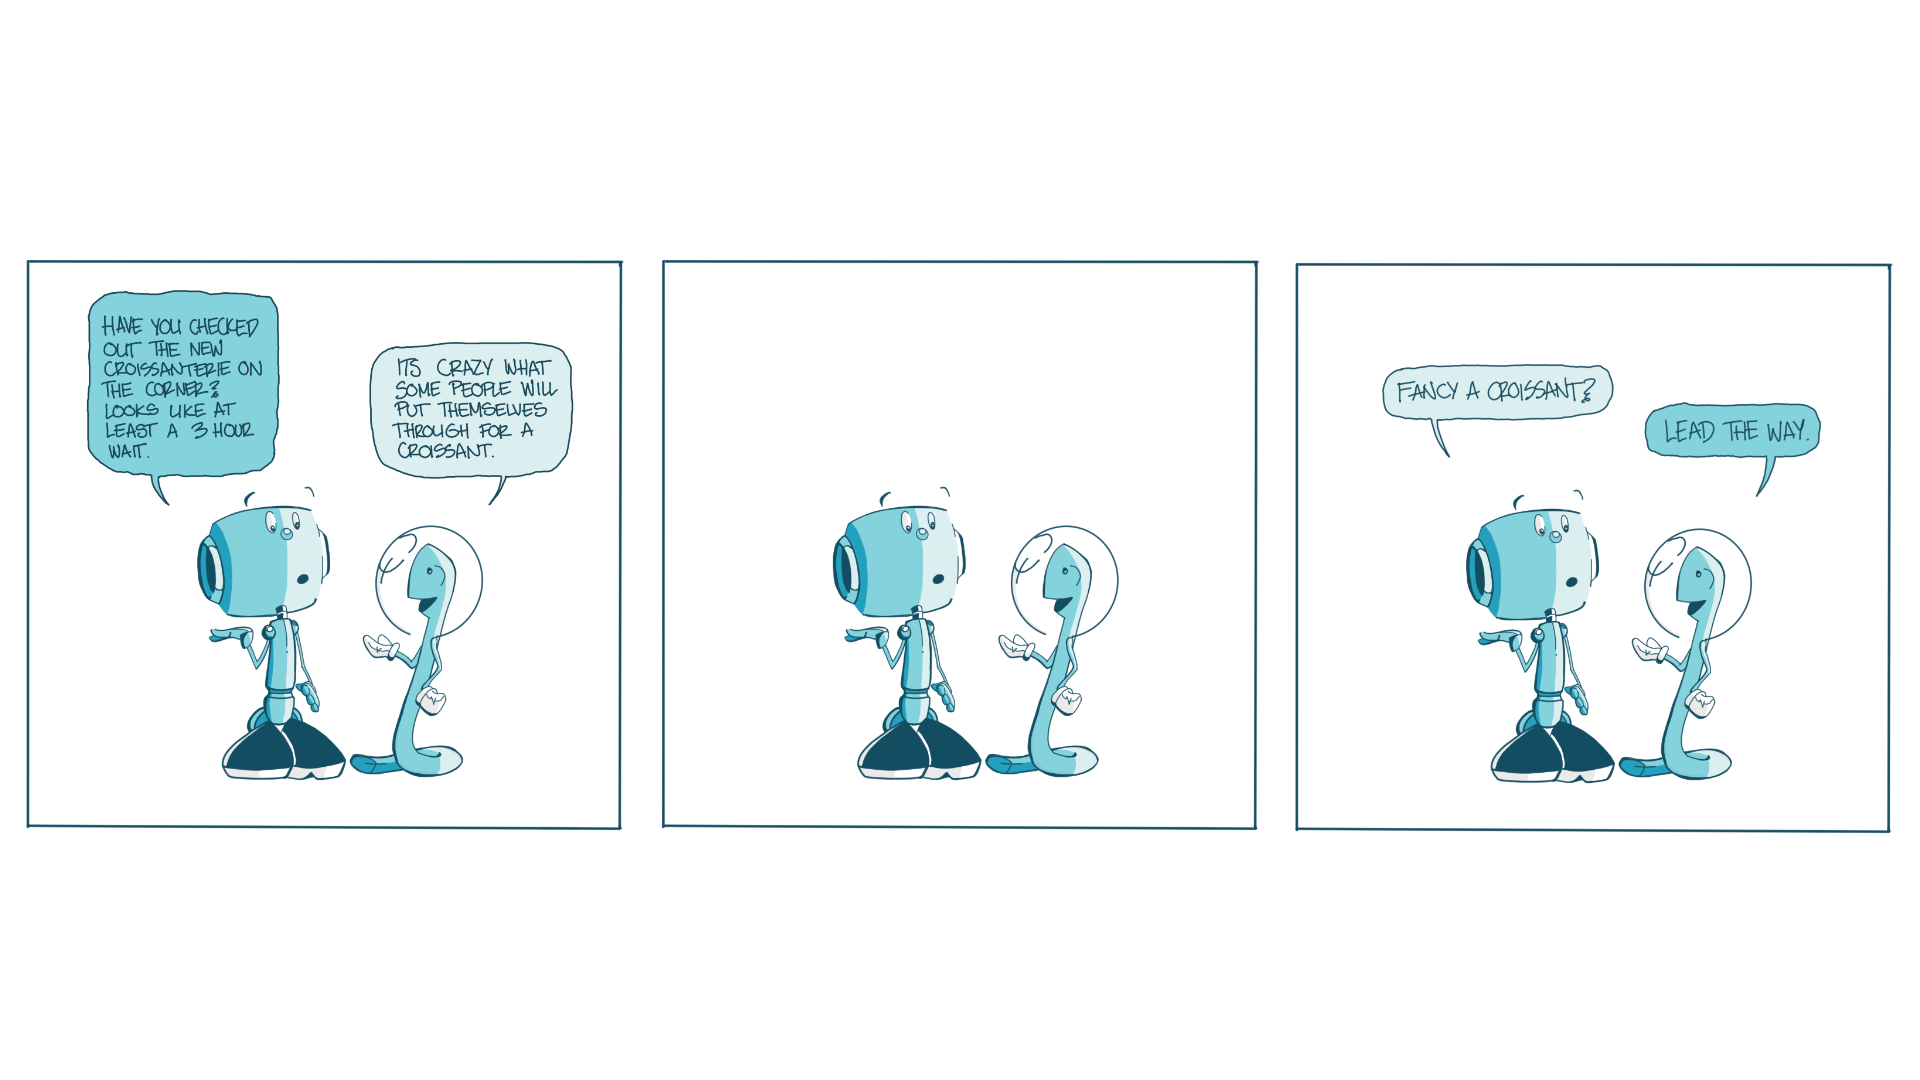 HAVE YOU CHECKED
OUT THE NEW
CROISSANTERIE ON
THE CORNER?
LOOKS LIKE AT
LEAST A 3 HOUR
WAIT.
ITS CRAZY WHAT
SOME PEOPLE WILL
PUT THEMSELVES
THROUGH FOR A
CROISSANT.
FANCY A CROISSANT?
LEAD THE WAY.